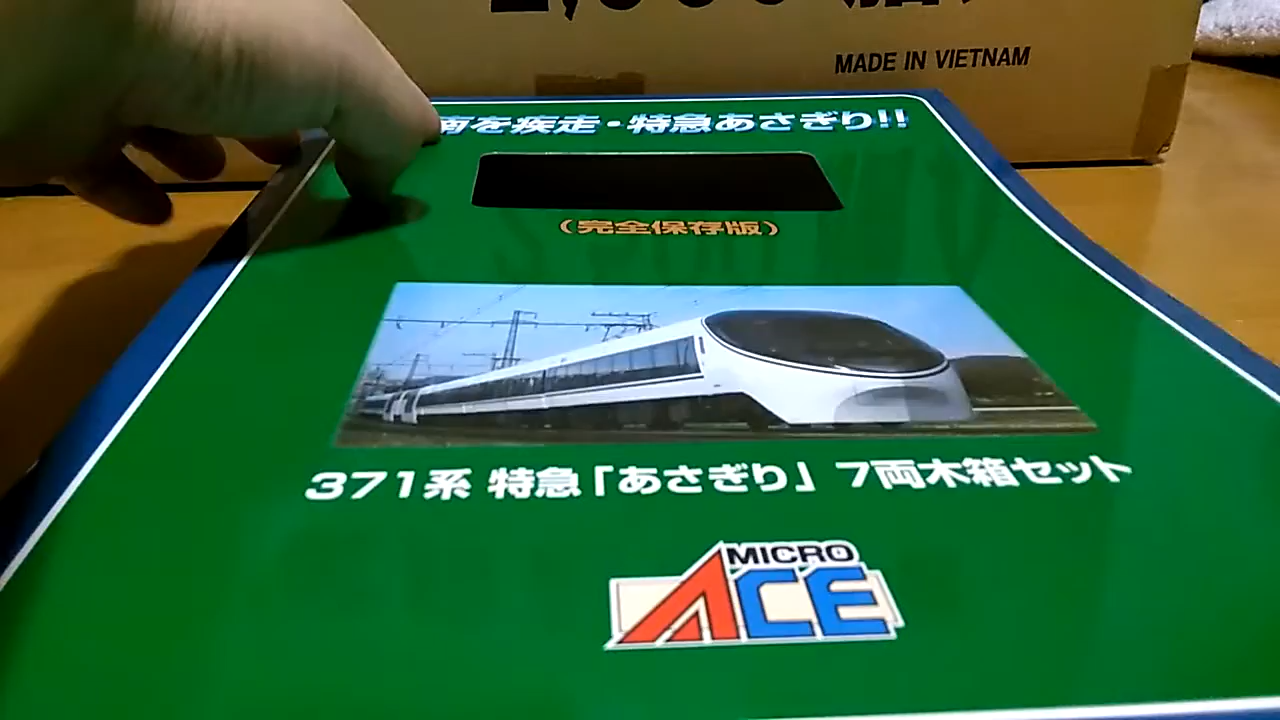 MADE IN VIETNAM
南を疾走・特急あさぎり!!
(完全保存版)
371系 特急「あさぎり」 7両木箱セット
MICRO
ACE